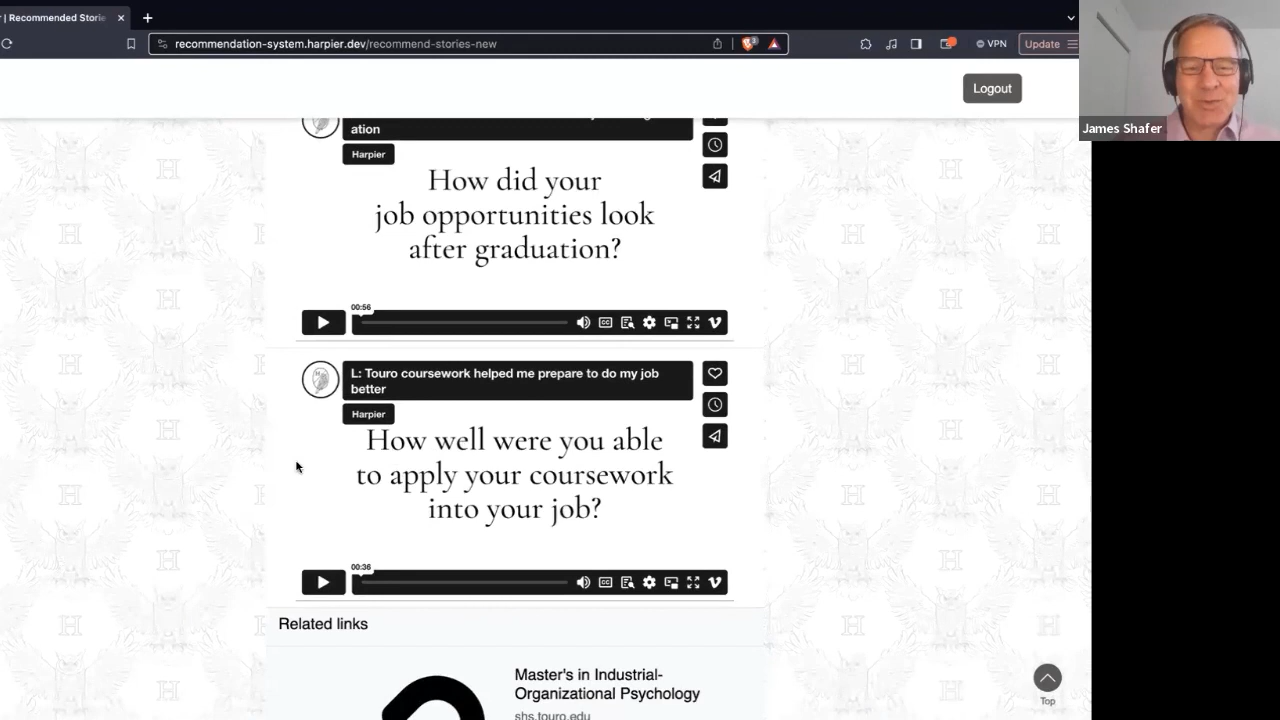 r | Recommended Storie
recommendation-system.harpier.dev/recommend-stories-new
VPN
Update
Logout
James Shafer
ation
Harpier
How did your
job opportunities look
after graduation?
00:56
CC
L: Touro coursework helped me prepare to do my job
better
Harpier
How well were you able
to apply your coursework
into your job?
00:36
CC
Related links
Master's in Industrial-
Organizational Psychology
shs.touro.edu
Top